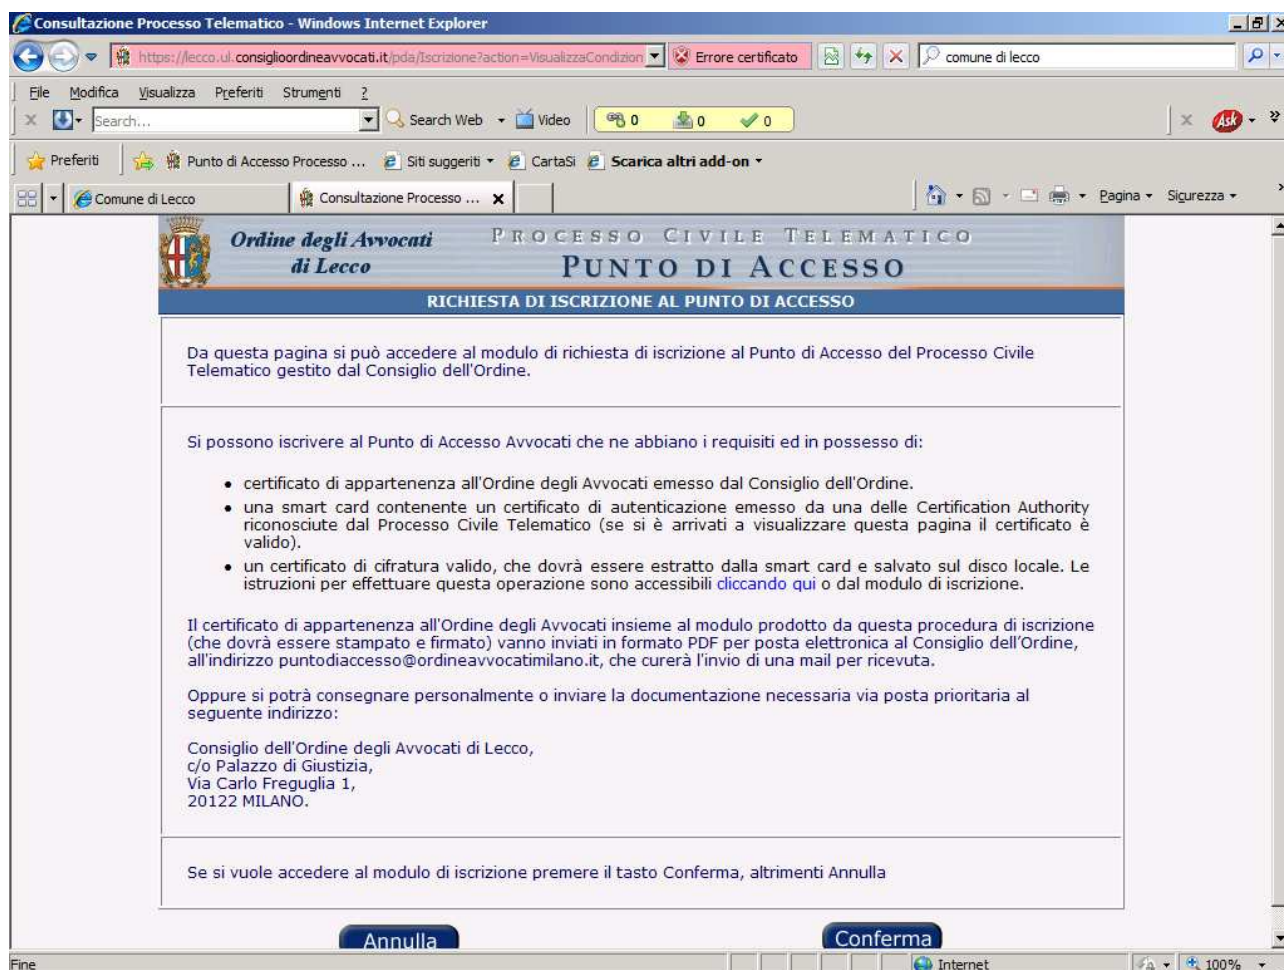 Consultazione Processo Telematico - Windows Internet Explorer
https://lecco.ul.consiglioordineavvocati.it/pda/Iscrizione?action=VisualizzaCondizion Errore certificato comune di lecco
File Modifica Visualizza Preferiti Strumenti ?
Search... Search Web Video 0 0 0 Ask
Preferiti Punto di Accesso Processo ... Siti suggeriti CartaSi Scarica altri add-on
Comune di Lecco Consultazione Processo ... Pagina Sicurezza
Ordine degli Avvocati
di Lecco
PROCESSO CIVILE TELEMATICO
PUNTO DI ACCESSO
RICHIESTA DI ISCRIZIONE AL PUNTO DI ACCESSO
Da questa pagina si può accedere al modulo di richiesta di iscrizione al Punto di Accesso del Processo Civile
Telematico gestito dal Consiglio dell'Ordine.
Si possono iscrivere al Punto di Accesso Avvocati che ne abbiano i requisiti ed in possesso di:
• certificato di appartenenza all'Ordine degli Avvocati emesso dal Consiglio dell'Ordine.
• una smart card contenente un certificato di autenticazione emesso da una delle Certification Authority
riconosciute dal Processo Civile Telematico (se si è arrivati a visualizzare questa pagina il certificato è
valido).
• un certificato di cifratura valido, che dovrà essere estratto dalla smart card e salvato sul disco locale. Le
istruzioni per effettuare questa operazione sono accessibili cliccando qui o dal modulo di iscrizione.
Il certificato di appartenenza all'Ordine degli Avvocati insieme al modulo prodotto da questa procedura di iscrizione
(che dovrà essere stampato e firmato) vanno inviati in formato PDF per posta elettronica al Consiglio dell'Ordine,
all'indirizzo puntodiaccesso@ordineavvocatimilano.it, che curerà l'invio di una mail per ricevuta.
Oppure si potrà consegnare personalmente o inviare la documentazione necessaria via posta prioritaria al
seguente indirizzo:
Consiglio dell'Ordine degli Avvocati di Lecco,
c/o Palazzo di Giustizia,
Via Carlo Freguglia 1,
20122 MILANO.
Se si vuole accedere al modulo di iscrizione premere il tasto Conferma, altrimenti Annulla
Annulla Conferma
Fine Internet 100%